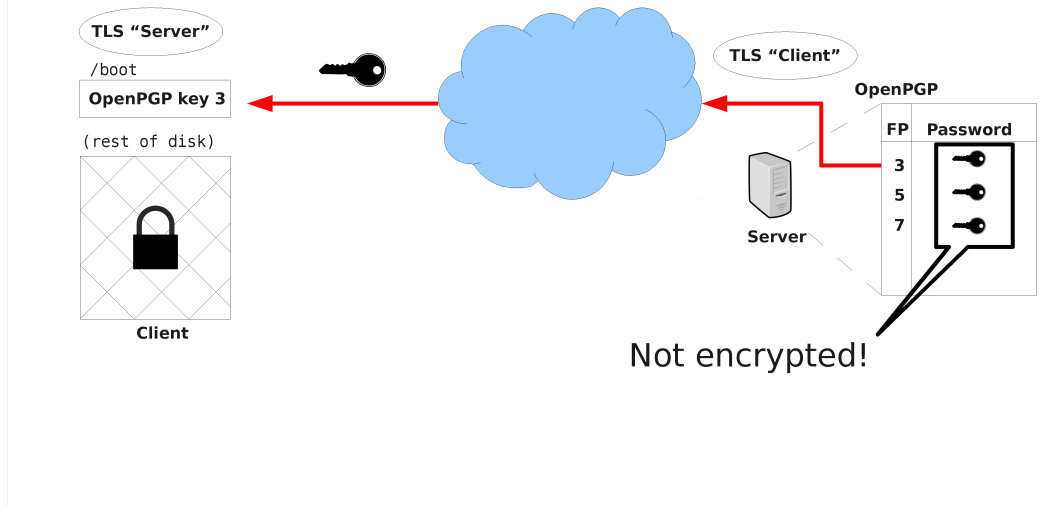 TLS “Server”
/boot
OpenPGP key 3
(rest of disk)
Client
TLS “Client”
OpenPGP
FP Password
3
5
7
Server
Not encrypted!